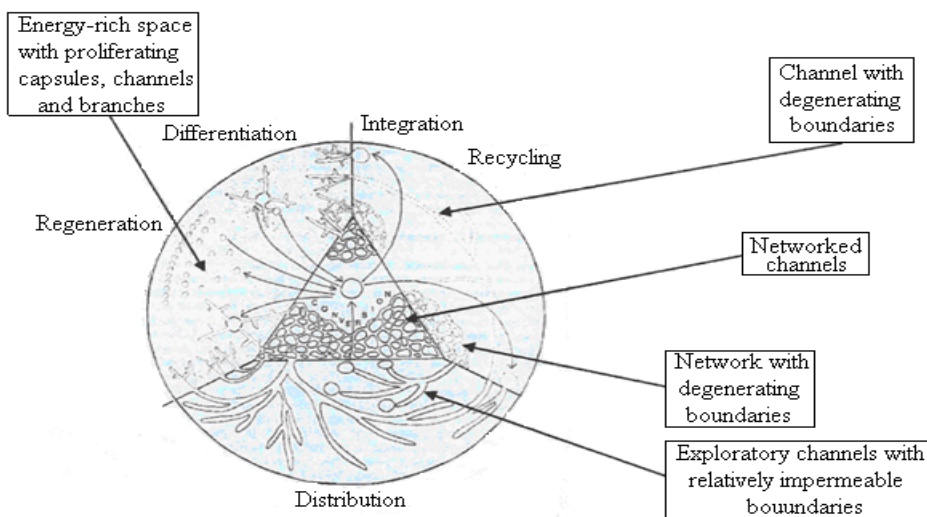 Energy-rich space
with proliferating
capsules, channels
and branches
Differentiation
Integration
Recycling
Regeneration
Channel with
degenerating
boundaries
Networked
channels
CONVERSION
Network with
degenerating
boundaries
Exploratory channels with
relatively impermeable
bouundaries
Distribution